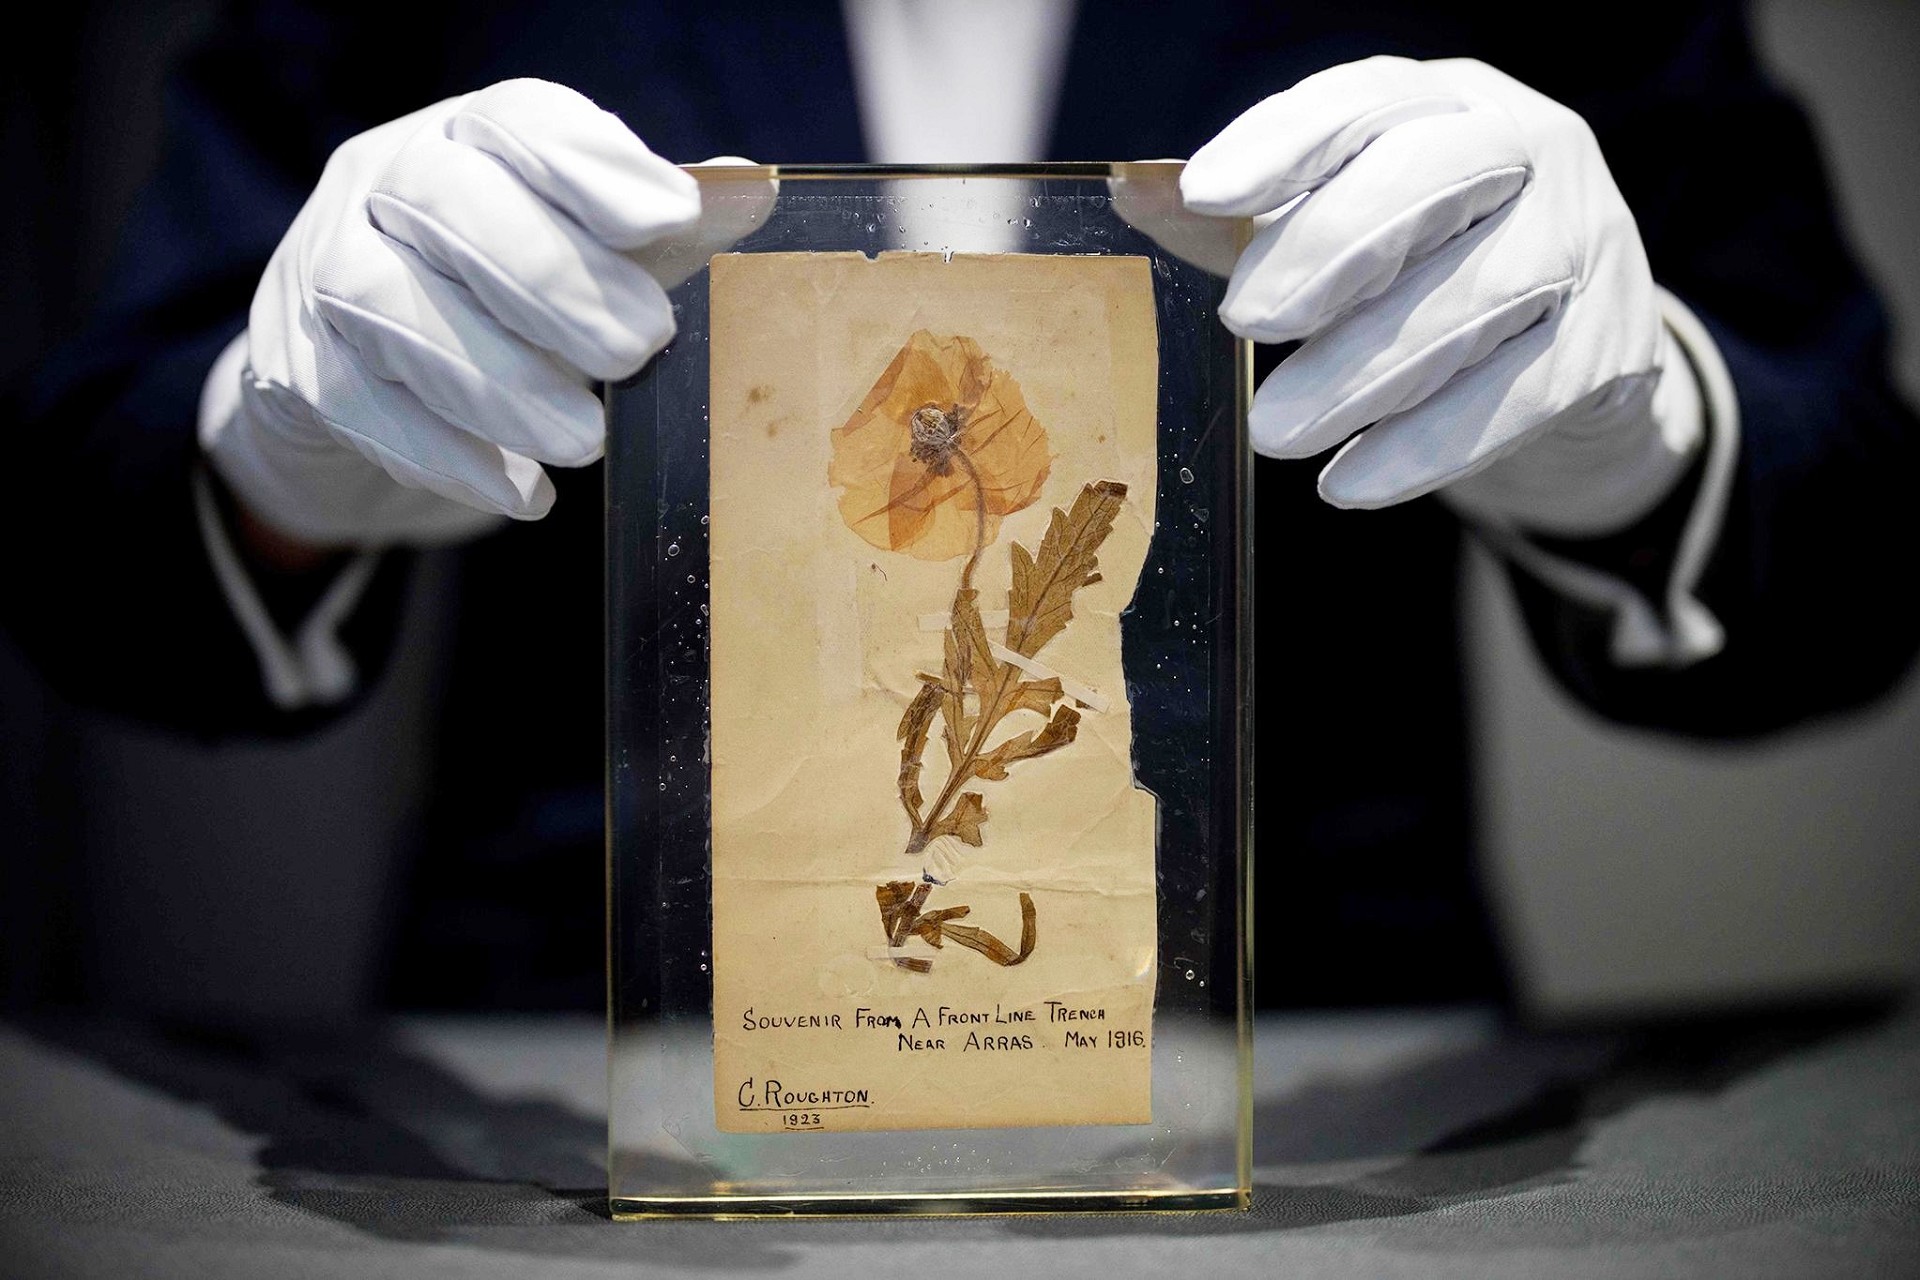 SOUVENIR FROM A FRONT LINE TRENCH
NEAR ARRAS. MAY 1916.
C. ROUGHTON.
1923